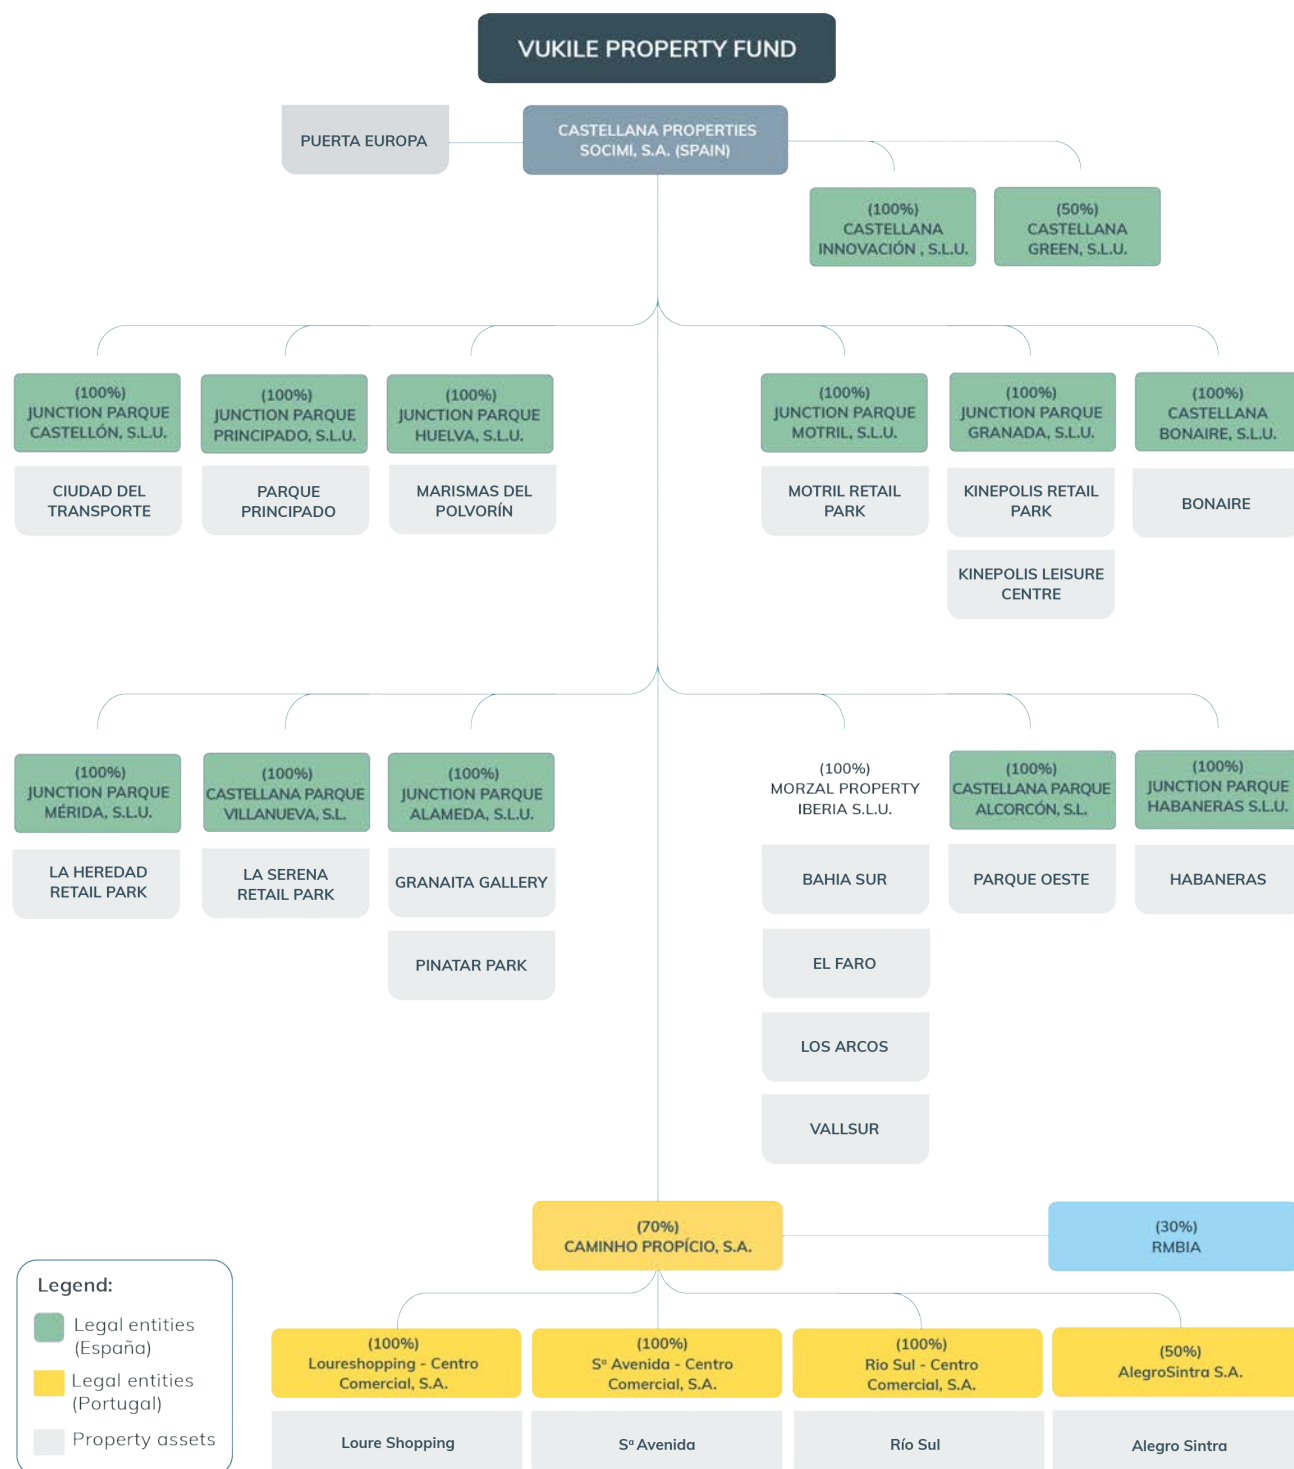 VUKILE PROPERTY FUND
PUERTA EUROPA
CASTELLANA PROPERTIES
SOCIMI, S.A. (SPAIN)
(100%)
CASTELLANA
INNOVACIÓN , S.L.U.
(50%)
CASTELLANA
GREEN, S.L.U.
(100%)
JUNCTION PARQUE
CASTELLÓN, S.L.U.
(100%)
JUNCTION PARQUE
PRINCIPADO, S.L.U.
(100%)
JUNCTION PARQUE
HUELVA, S.L.U.
(100%)
JUNCTION PARQUE
MOTRIL, S.L.U.
(100%)
JUNCTION PARQUE
GRANADA, S.L.U.
(100%)
CASTELLANA
BONAIRE, S.L.U.
CIUDAD DEL
TRANSPORTE
PARQUE
PRINCIPADO
MARISMAS DEL
POLVORÍN
MOTRIL RETAIL
PARK
KINEPOLIS RETAIL
PARK
BONAIRE
KINEPOLIS LEISURE
CENTRE
(100%)
JUNCTION PARQUE
MÉRIDA, S.L.U.
(100%)
CASTELLANA PARQUE
VILLANUEVA, S.L.
(100%)
JUNCTION PARQUE
ALAMEDA, S.L.U.
(100%)
MORZAL PROPERTY
IBERIA S.L.U.
(100%)
CASTELLANA PARQUE
ALCORCÓN, S.L.
(100%)
JUNCTION PARQUE
HABANERAS S.L.U.
LA HEREDAD
RETAIL PARK
LA SERENA
RETAIL PARK
GRANAITA GALLERY
BAHIA SUR
PARQUE OESTE
HABANERAS
PINATAR PARK
EL FARO
LOS ARCOS
VALLSUR
(70%)
CAMINHO PROPÍCIO, S.A.
(30%)
RMBIA
Legend:
Legal entities
(España)
Legal entities
(Portugal)
Property assets
(100%)
Loureshopping - Centro
Comercial, S.A.
(100%)
Sª Avenida - Centro
Comercial, S.A.
(100%)
Rio Sul - Centro
Comercial, S.A.
(50%)
AlegroSintra S.A.
Loure Shopping
Sª Avenida
Río Sul
Alegro Sintra